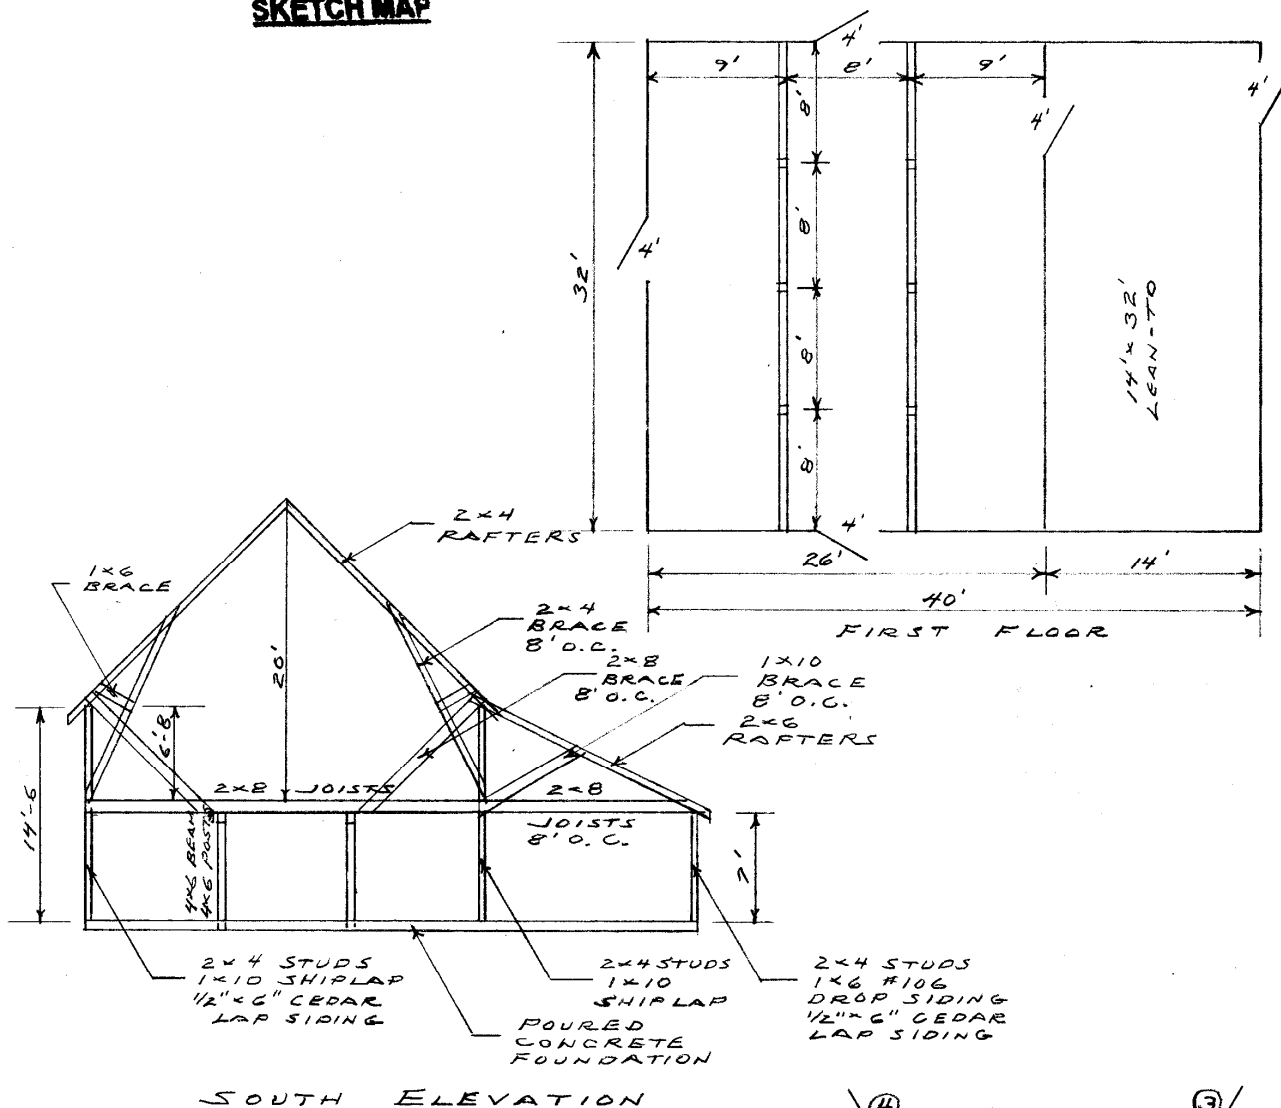 SKETCH MAP
4'
9'
8'
9'
4'
4'
8'
8'
4'
32'
14' x 32'
LEAN-TO
8'
8'
4'
26'
14'
40'
FIRST FLOOR
2x4
RAFTERS
1x6
BRACE
2x4
BRACE
8' O.C.
2x8
BRACE
8' O.C.
1x10
BRACE
8' O.C.
2x6
RAFTERS
20'
6'-8
14'-6
2x8 JOISTS
2x8
JOISTS
8' O.C.
4x6 BEAM
4x6 POSTS
7'
2x4 STUDS
1x10 SHIPLAP
1/2" x 6" CEDAR
LAP SIDING
2x4 STUDS
1x10
SHIPLAP
2x4 STUDS
1x6 #106
DROP SIDING
1/2" x 6" CEDAR
LAP SIDING
POURED
CONCRETE
FOUNDATION
SOUTH ELEVATION
4
3